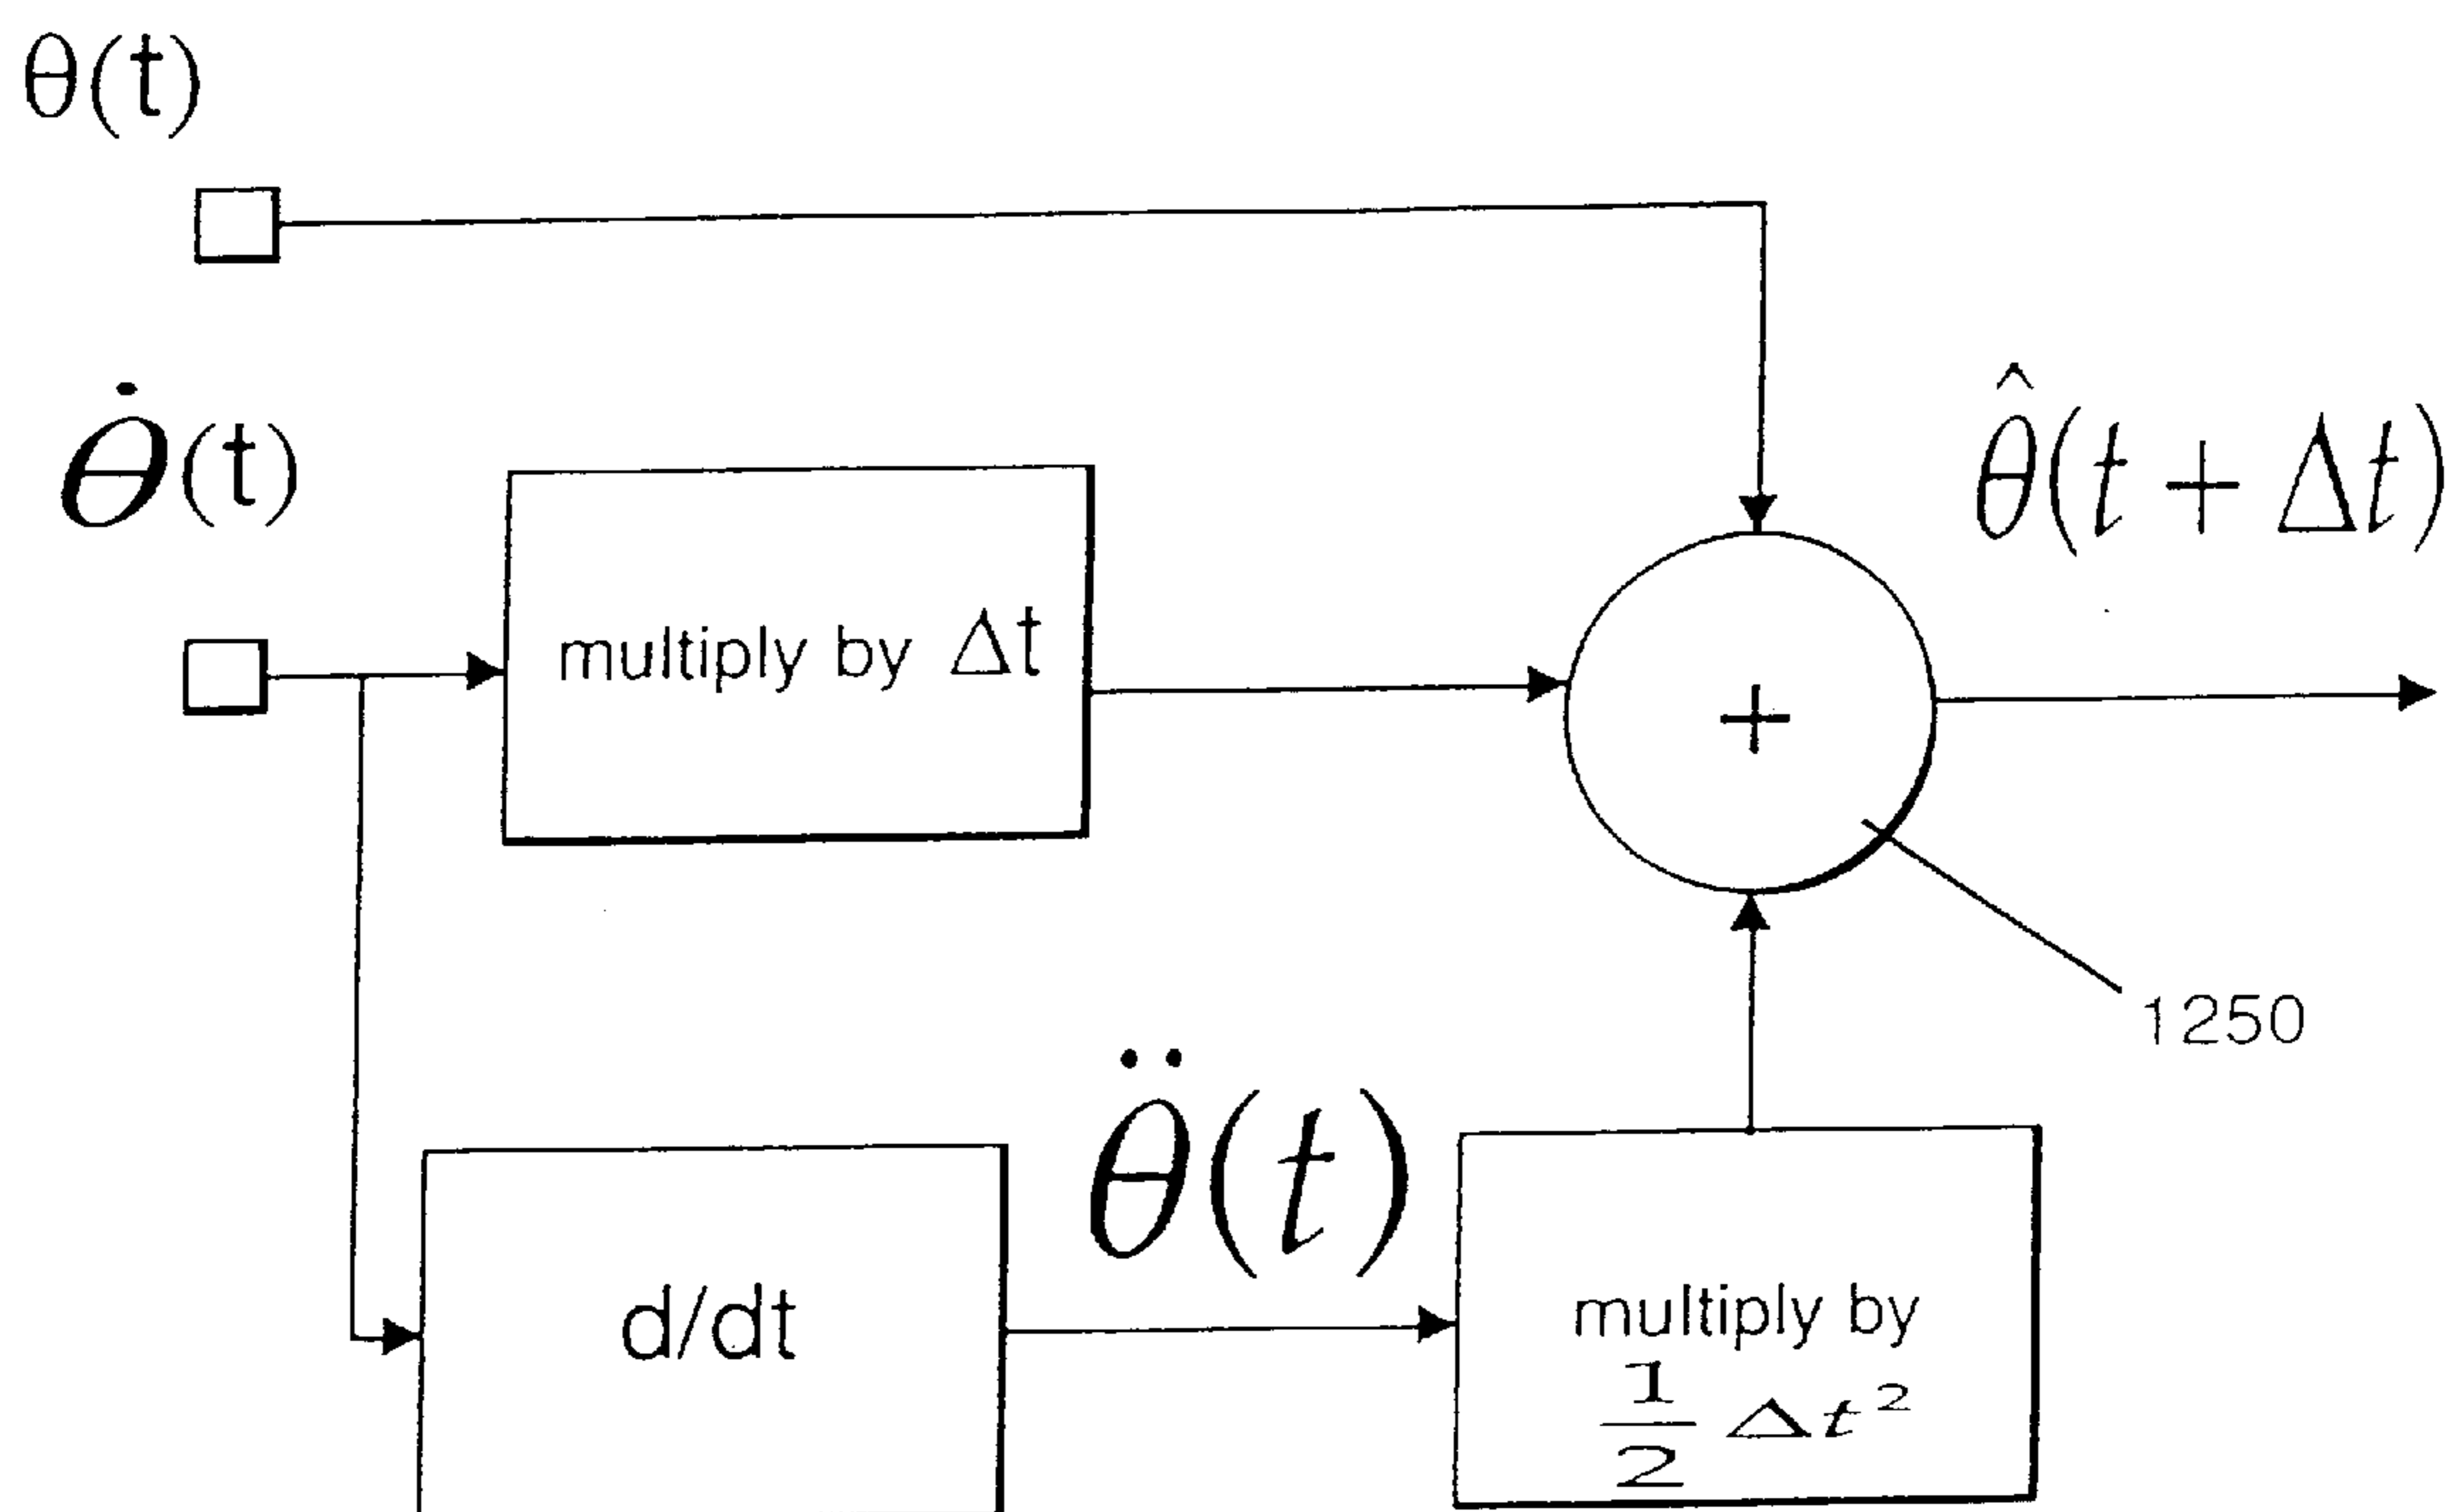 θ(t)
θ̇(t)
multiply by Δt
θ̂(t + Δt)
+
1250
θ̈(t)
d/dt
multiply by
1/2 Δt²